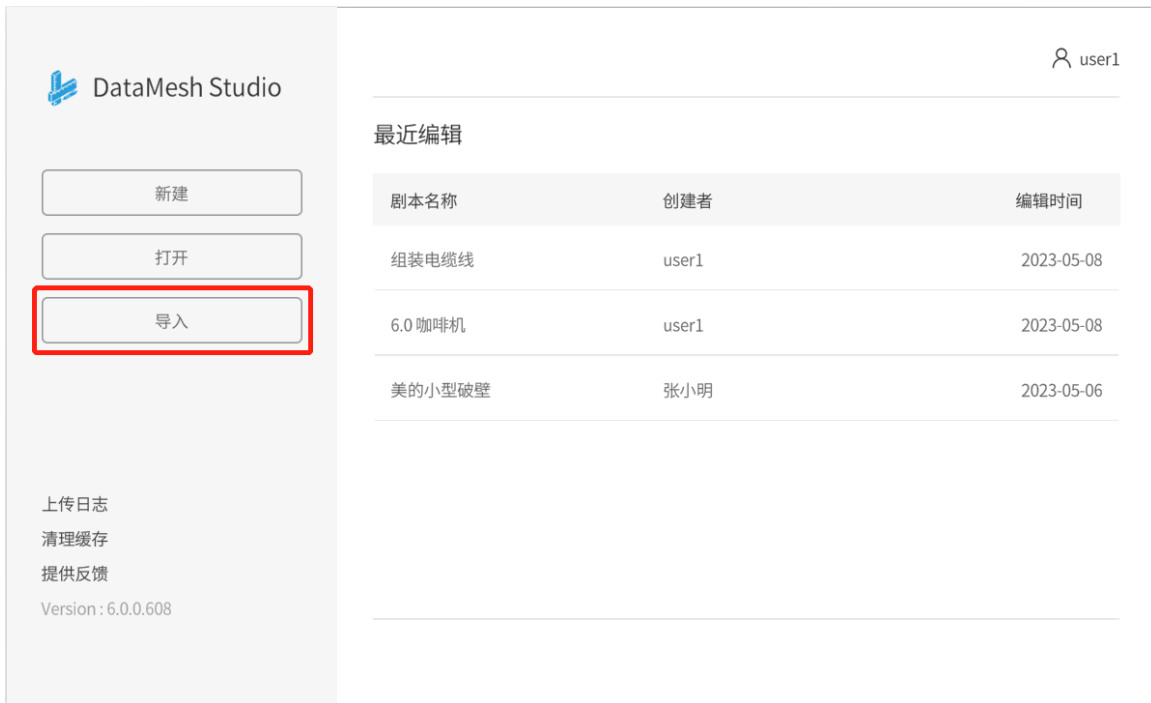 DataMesh Studio
新建
打开
导入
上传日志
清理缓存
提供反馈
Version : 6.0.0.608
user1
最近编辑
剧本名称 创建者 编辑时间
组装电缆线 user1 2023-05-08
6.0 咖啡机 user1 2023-05-08
美的小型破壁 张小明 2023-05-06